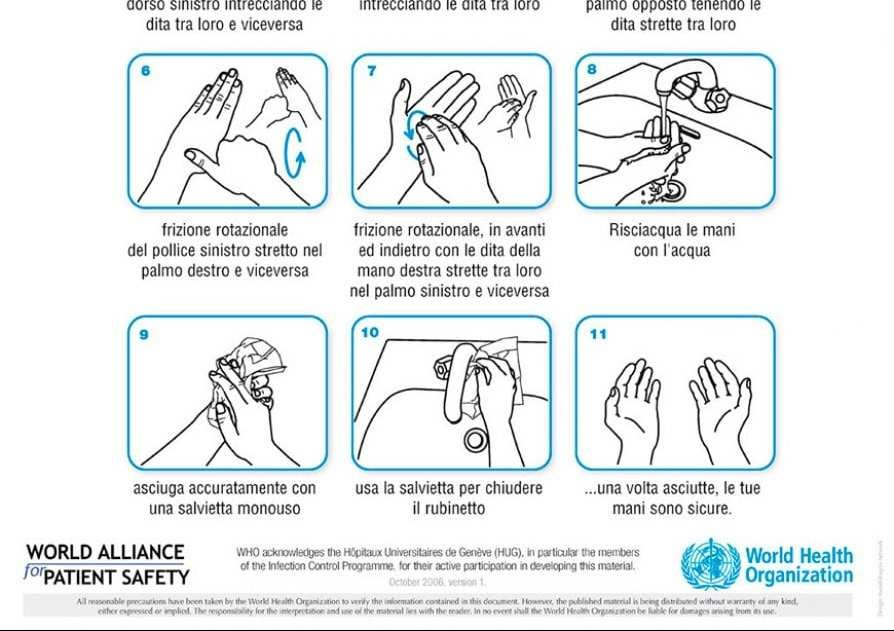 dorso sinistro intrecciando le
dita tra loro e viceversa
intrecciando le dita tra loro
palmo opposto tenendo le
dita strette tra loro
6
frizione rotazionale
del pollice sinistro stretto nel
palmo destro e viceversa
7
frizione rotazionale, in avanti
ed indietro con le dita della
mano destra strette tra loro
nel palmo sinistro e viceversa
8
Risciacqua le mani
con l'acqua
9
asciuga accuratamente con
una salvietta monouso
10
usa la salvietta per chiudere
il rubinetto
11
...una volta asciutte, le tue
mani sono sicure.
WORLD ALLIANCE
for PATIENT SAFETY
WHO acknowledges the Hôpitaux Universitaires de Genève (HUG), in particular the members
of the Infection Control Programme, for their active participation in developing this material.
October 2006, version 1.
World Health
Organization
All reasonable precautions have been taken by the World Health Organization to verify the information contained in this document. However, the published material is being distributed without warranty of any kind,
either expressed or implied. The responsibility for the interpretation and use of the material lies with the reader. In no event shall the World Health Organization be liable for damages arising from its use.